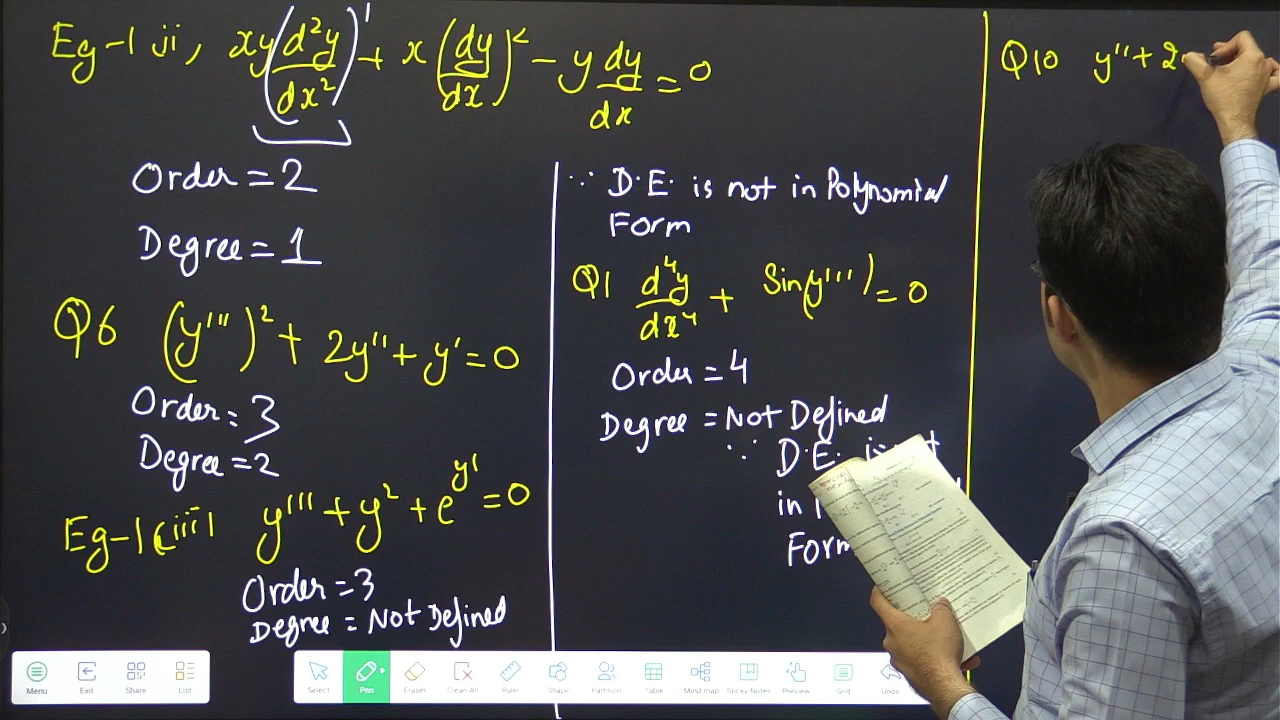 Eg-1 ii, xy(d²y/dx²)¹ + x(dy/dx)² - y dy/dx = 0
Order = 2
Degree = 1
Q6 (y''')² + 2y'' + y' = 0
Order = 3
Degree = 2
Eg-1(iii) y''' + y² + e^y' = 0
Order = 3
Degree = Not Defined
∵ D.E. is not in Polynomial
Form
Q1 d⁴y/dx⁴ + Sin(y''') = 0
Order = 4
Degree = Not Defined
∵ D.E.
in
Form
Q10 y'' + 2
Menu Exit Share List Select Pen Eraser Clean All Ruler Shape Partition Table Mind map Sticky Notes Preview Grid Undo